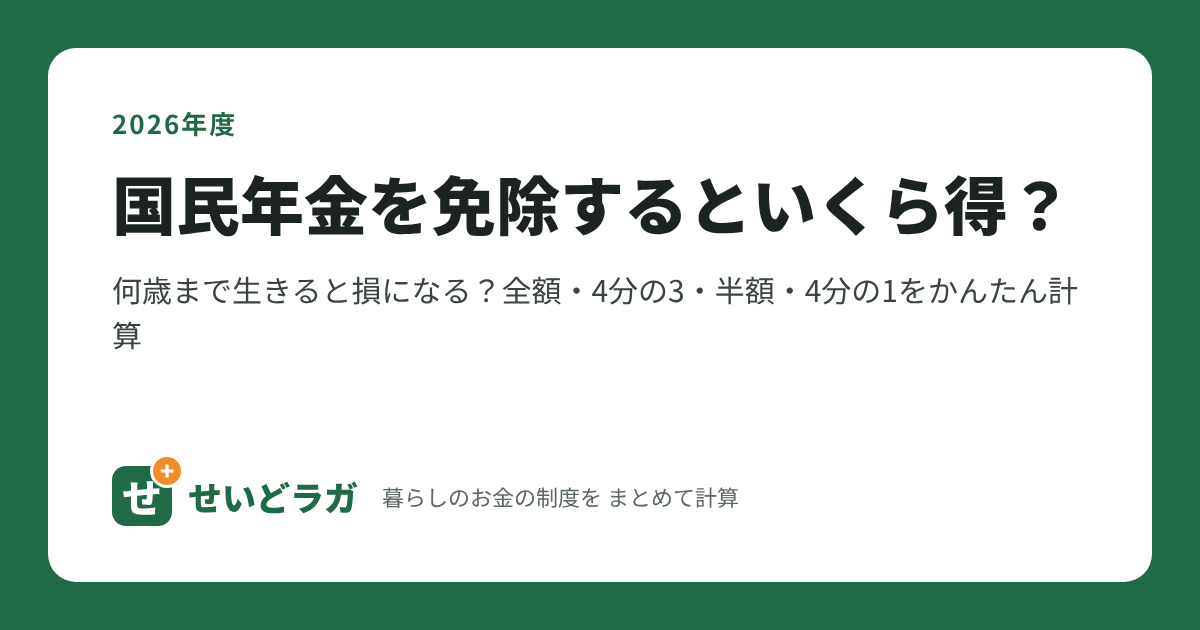 2026年度
国民年金を免除するといくら得？
何歳まで生きると損になる？全額・4分の3・半額・4分の1をかんたん計
算
せ+
せいどラガ
暮らしのお金の制度を まとめて計算